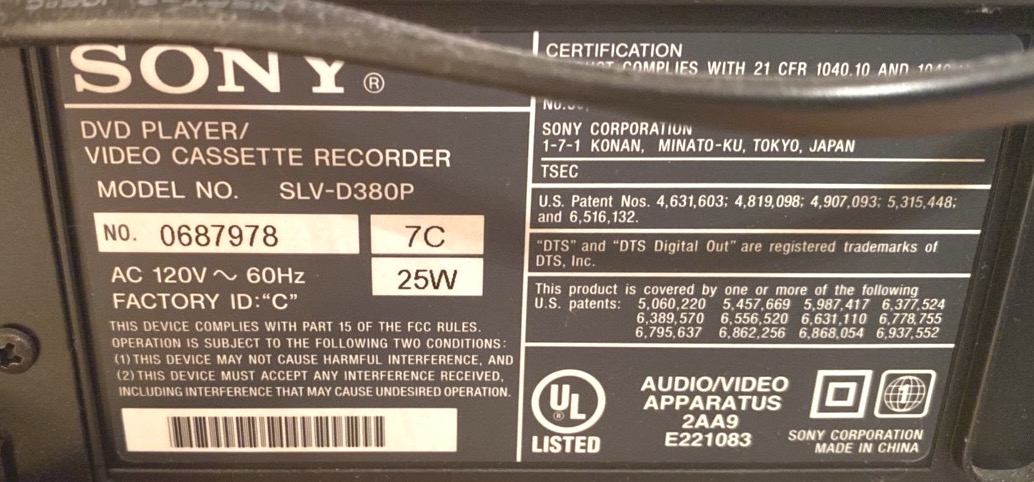 SONY®
DVD PLAYER/
VIDEO CASSETTE RECORDER
MODEL NO. SLV-D380P
NO. 0687978
7C
AC 120V ~ 60Hz
25W
FACTORY ID:“C”
THIS DEVICE COMPLIES WITH PART 15 OF THE FCC RULES.
OPERATION IS SUBJECT TO THE FOLLOWING TWO CONDITIONS:
(1) THIS DEVICE MAY NOT CAUSE HARMFUL INTERFERENCE, AND
(2) THIS DEVICE MUST ACCEPT ANY INTERFERENCE RECEIVED,
INCLUDING INTERFERENCE THAT MAY CAUSE UNDESIRED OPERATION.
CERTIFICATION
COMPLIES WITH 21 CFR 1040.10 AND
SONY CORPORATION
1-7-1 KONAN, MINATO-KU, TOKYO, JAPAN
TSEC
U.S. Patent Nos. 4,631,603; 4,819,098; 4,907,093; 5,315,448;
and 6,516,132.
“DTS” and “DTS Digital Out” are registered trademarks of
DTS, Inc.
This product is covered by one or more of the following
U.S. patents: 5,060,220 5,457,669 5,987,417 6,377,524
6,389,570 6,556,520 6,631,110 6,778,755
6,795,637 6,862,256 6,868,054 6,937,552
UL ®
LISTED
AUDIO/VIDEO
APPARATUS
2AA9
E221083
1
SONY CORPORATION
MADE IN CHINA